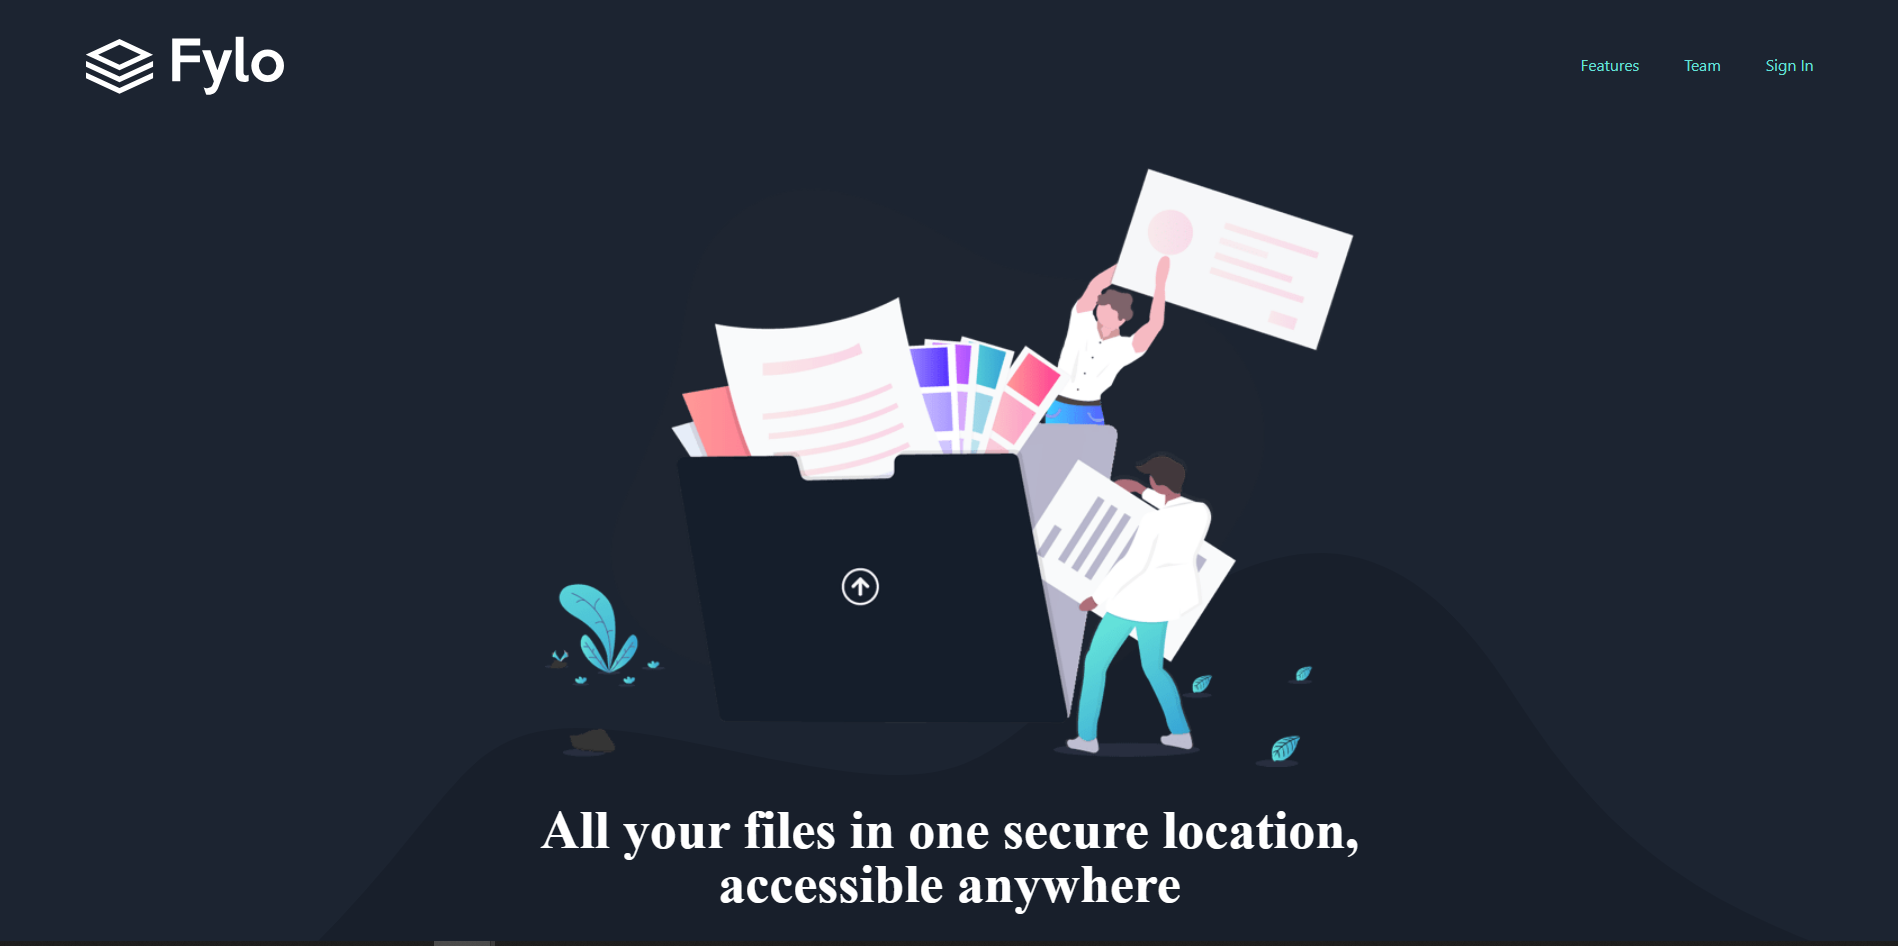 Fylo
Features Team Sign In
All your files in one secure location,
accessible anywhere